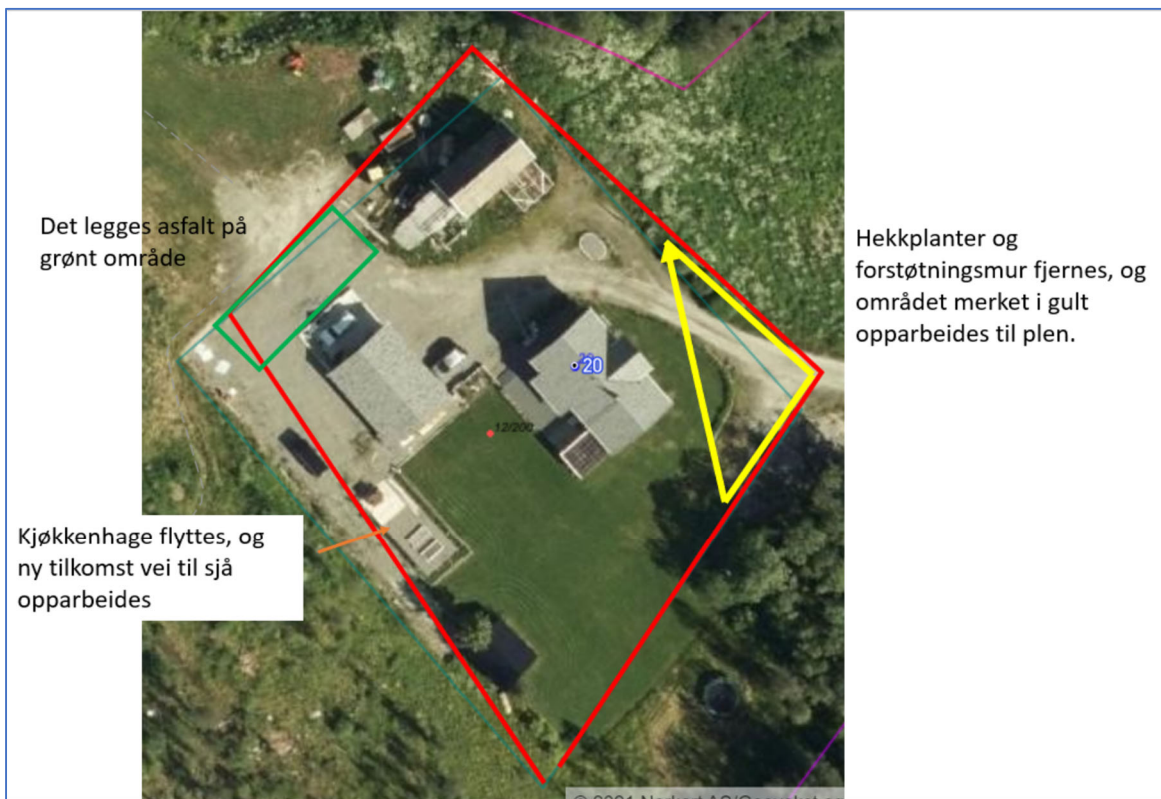 Det legges asfalt på
grønt område
Hekkplanter og
forstøtningsmur fjernes, og
området merket i gult
opparbeides til plen.
20
12/200
Kjøkkenhage flyttes, og
ny tilkomst vei til sjå
opparbeides